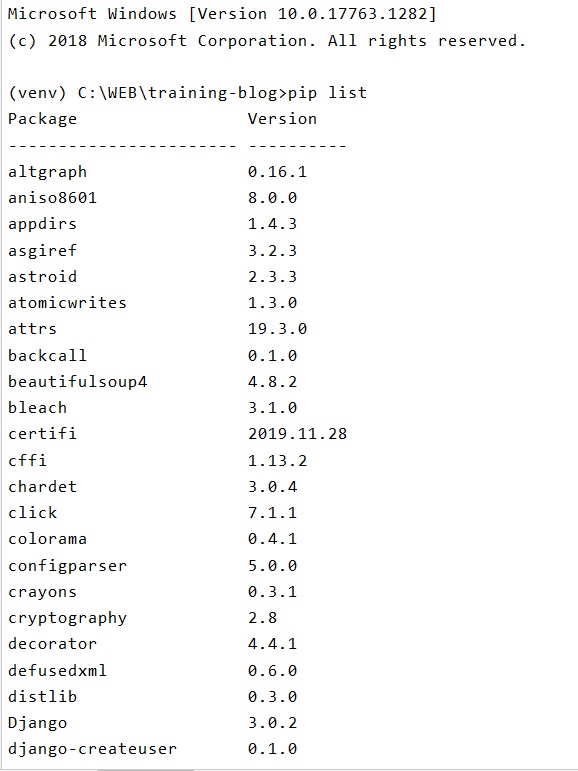 Microsoft Windows [Version 10.0.17763.1282]
(c) 2018 Microsoft Corporation. All rights reserved.
(venv) C:\WEB\training-blog>pip list
Package Version
----------------------- ----------
altgraph 0.16.1
aniso8601 8.0.0
appdirs 1.4.3
asgiref 3.2.3
astroid 2.3.3
atomicwrites 1.3.0
attrs 19.3.0
backcall 0.1.0
beautifulsoup4 4.8.2
bleach 3.1.0
certifi 2019.11.28
cffi 1.13.2
chardet 3.0.4
click 7.1.1
colorama 0.4.1
configparser 5.0.0
crayons 0.3.1
cryptography 2.8
decorator 4.4.1
defusedxml 0.6.0
distlib 0.3.0
Django 3.0.2
django-createuser 0.1.0